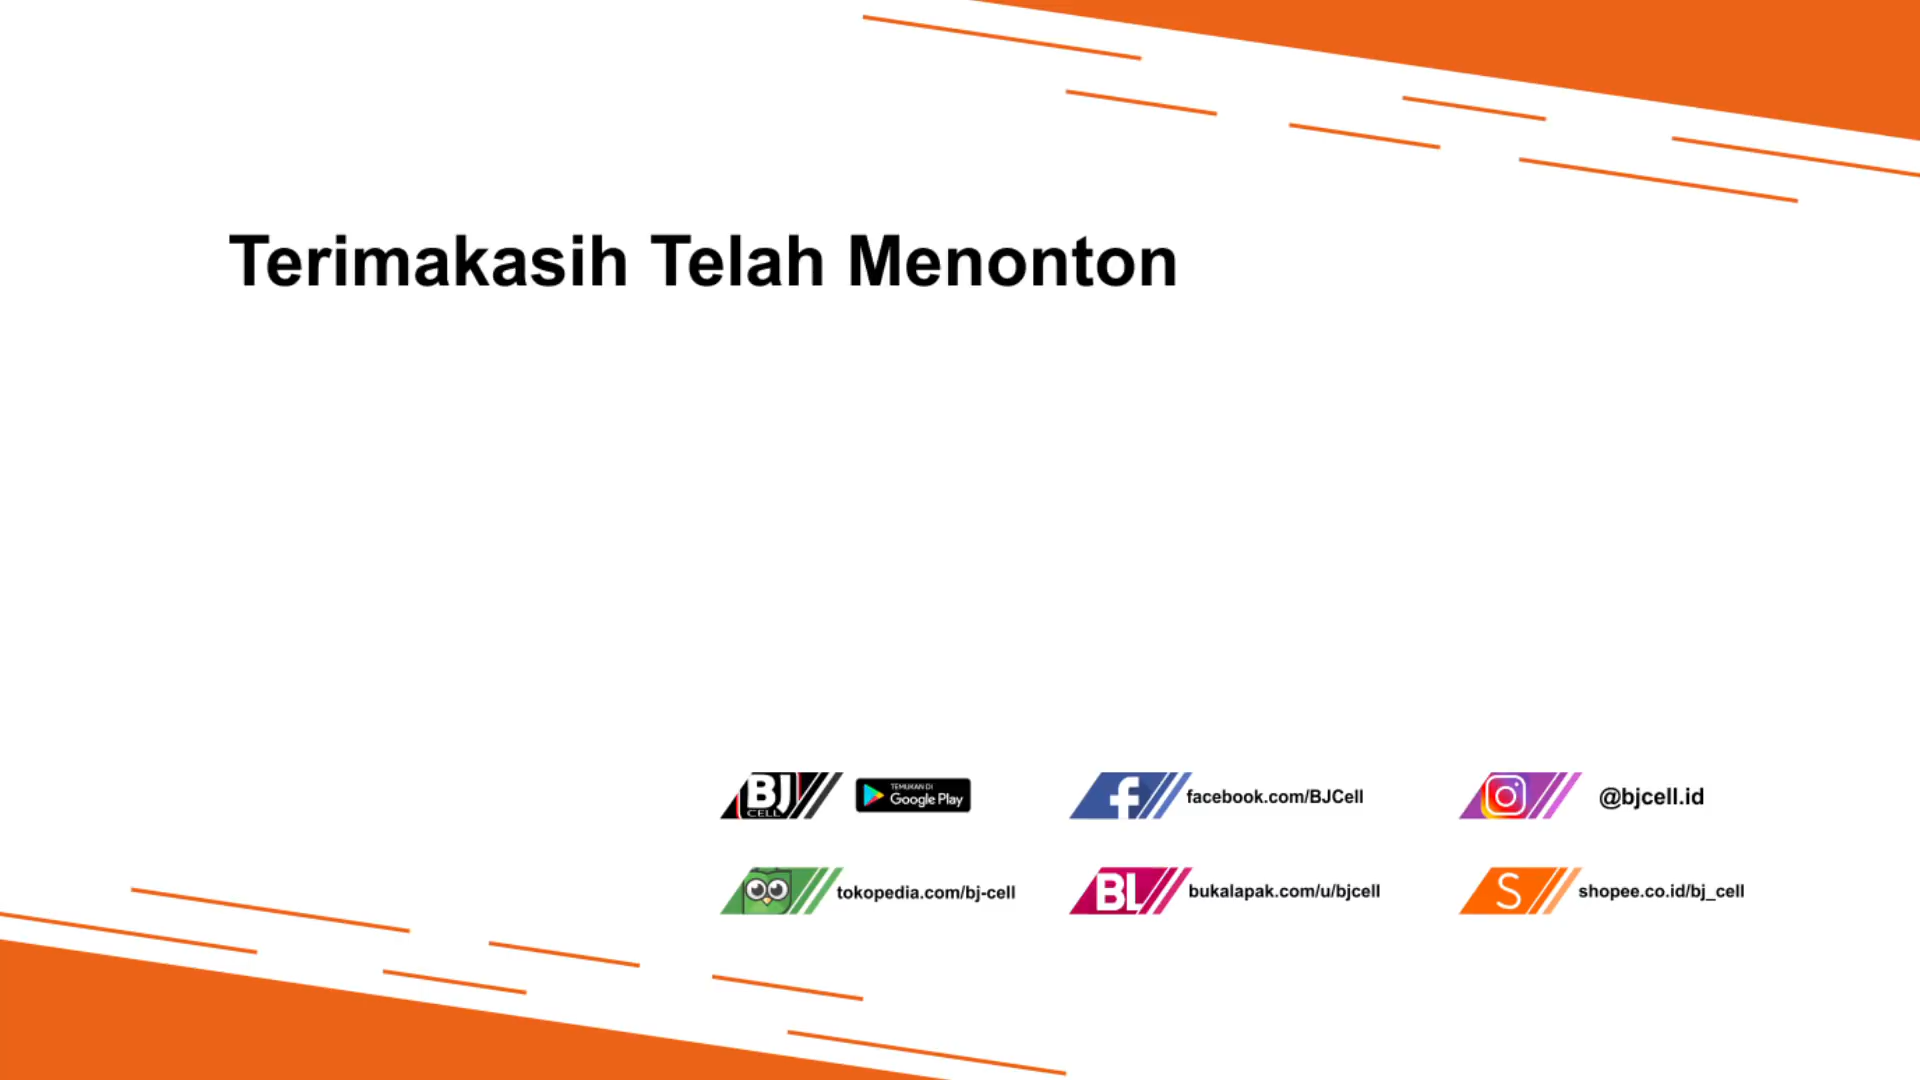 Terimakasih Telah Menonton
BJ
CELL
TEMUKAN DI
Google Play
facebook.com/BJCell
@bjcell.id
tokopedia.com/bj-cell
BL
bukalapak.com/u/bjcell
S
shopee.co.id/bj_cell